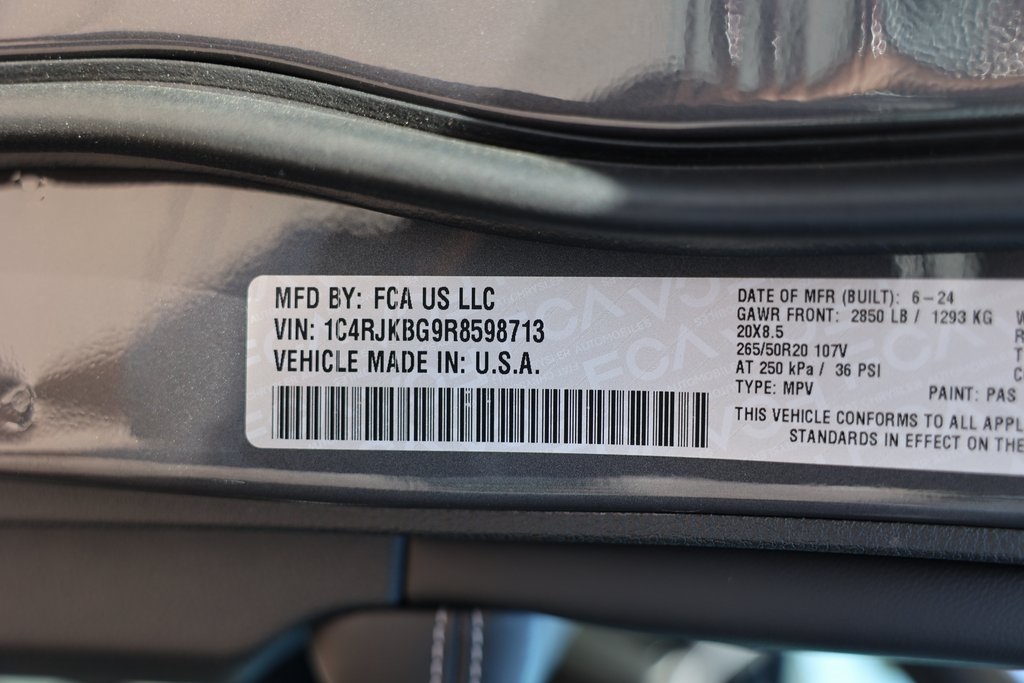 MFD BY: FCA US LLC
VIN: 1C4RJKBG9R8598713
VEHICLE MADE IN: U.S.A.
DATE OF MFR (BUILT): 6-24
GAWR FRONT: 2850 LB / 1293 KG
20X8.5
265/50R20 107V
AT 250 kPa / 36 PSI
TYPE: MPV PAINT: PAS
THIS VEHICLE CONFORMS TO ALL APPL
STANDARDS IN EFFECT ON THE